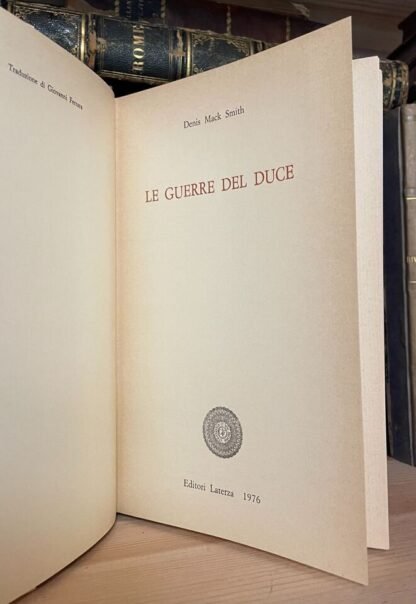 ROME
Traduzione di Giovanni Ferrara
Denis Mack Smith
LE GUERRE DEL DUCE
Editori Laterza 1976